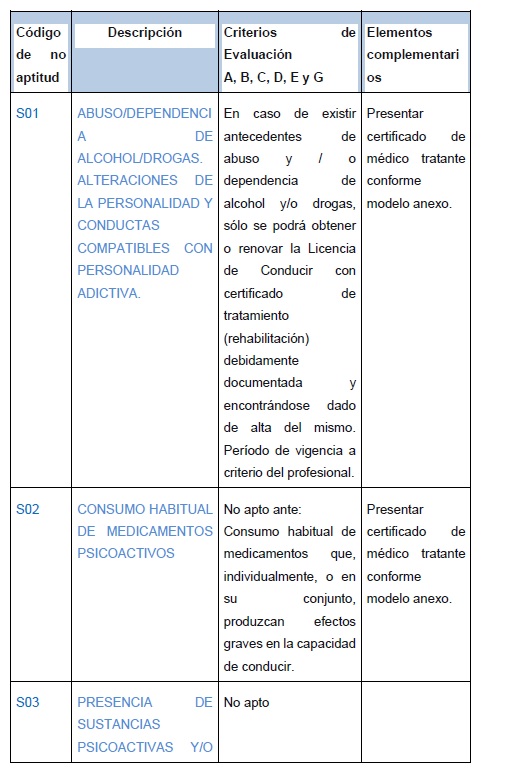 Código
de no
aptitud
Descripción
Criterios de
Evaluación
A, B, C, D, E y G
Elementos
complementari
os
S01
ABUSO/DEPENDENCI
A DE
ALCOHOL/DROGAS.
ALTERACIONES DE
LA PERSONALIDAD Y
CONDUCTAS
COMPATIBLES CON
PERSONALIDAD
ADICTIVA.
En caso de existir
antecedentes de
abuso y / o
dependencia de
alcohol y/o drogas,
sólo se podrá obtener
o renovar la Licencia
de Conducir con
certificado de
tratamiento
(rehabilitación)
debidamente
documentada y
encontrándose dado
de alta del mismo.
Período de vigencia a
criterio del profesional.
Presentar
certificado de
médico tratante
conforme
modelo anexo.
S02
CONSUMO HABITUAL
DE MEDICAMENTOS
PSICOACTIVOS
No apto ante:
Consumo habitual de
medicamentos que,
individualmente, o en
su conjunto,
produzcan efectos
graves en la capacidad
de conducir.
Presentar
certificado de
médico tratante
conforme
modelo anexo.
S03
PRESENCIA DE
SUSTANCIAS
PSICOACTIVAS Y/O
No apto